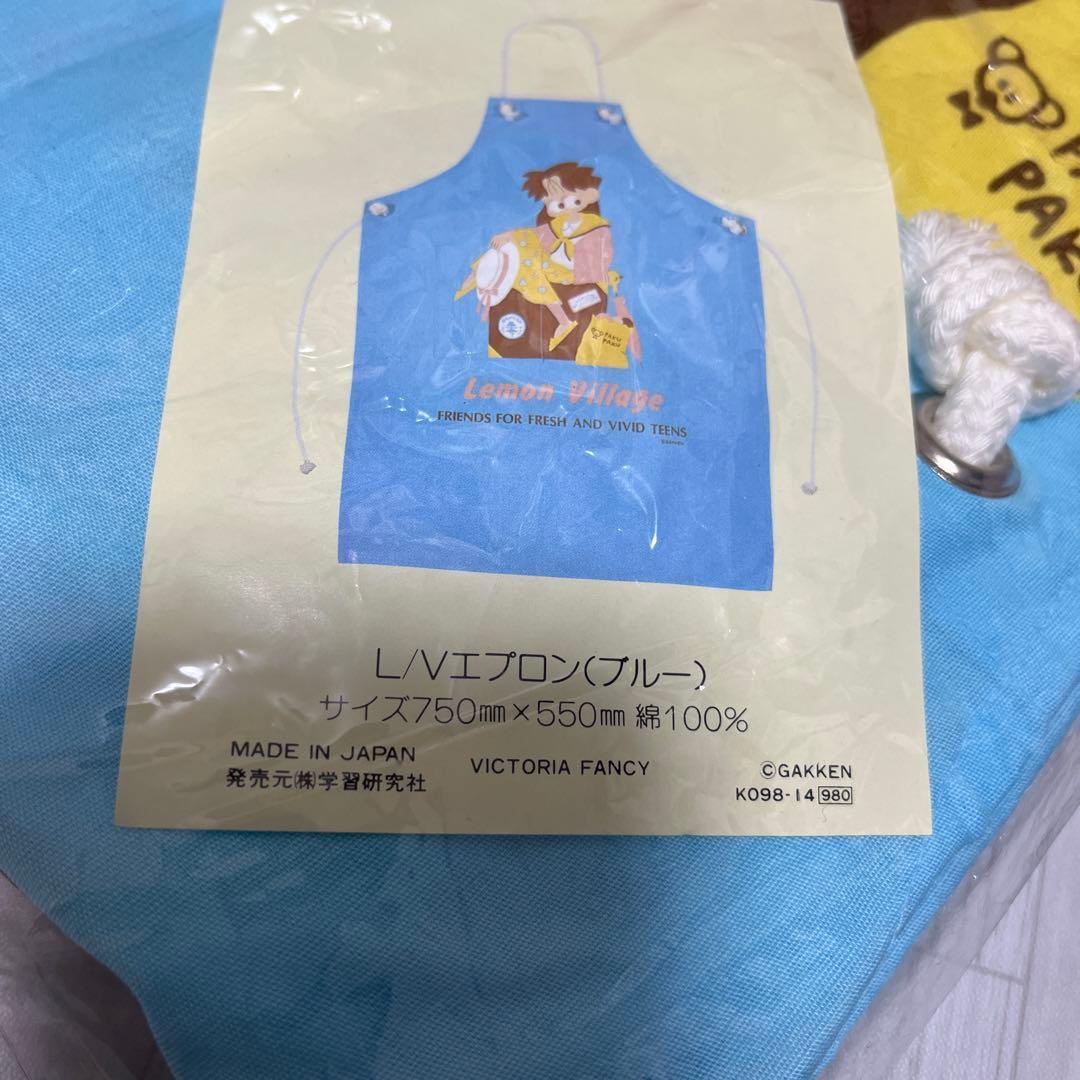 PAKU
PAKU
Lemon Village
FRIENDS FOR FRESH AND VIVID TEENS
L/Vエプロン(ブルー)
サイズ750mm×550mm 綿100%
MADE IN JAPAN
発売元㈱学習研究社
VICTORIA FANCY
©GAKKEN
K098-14 980